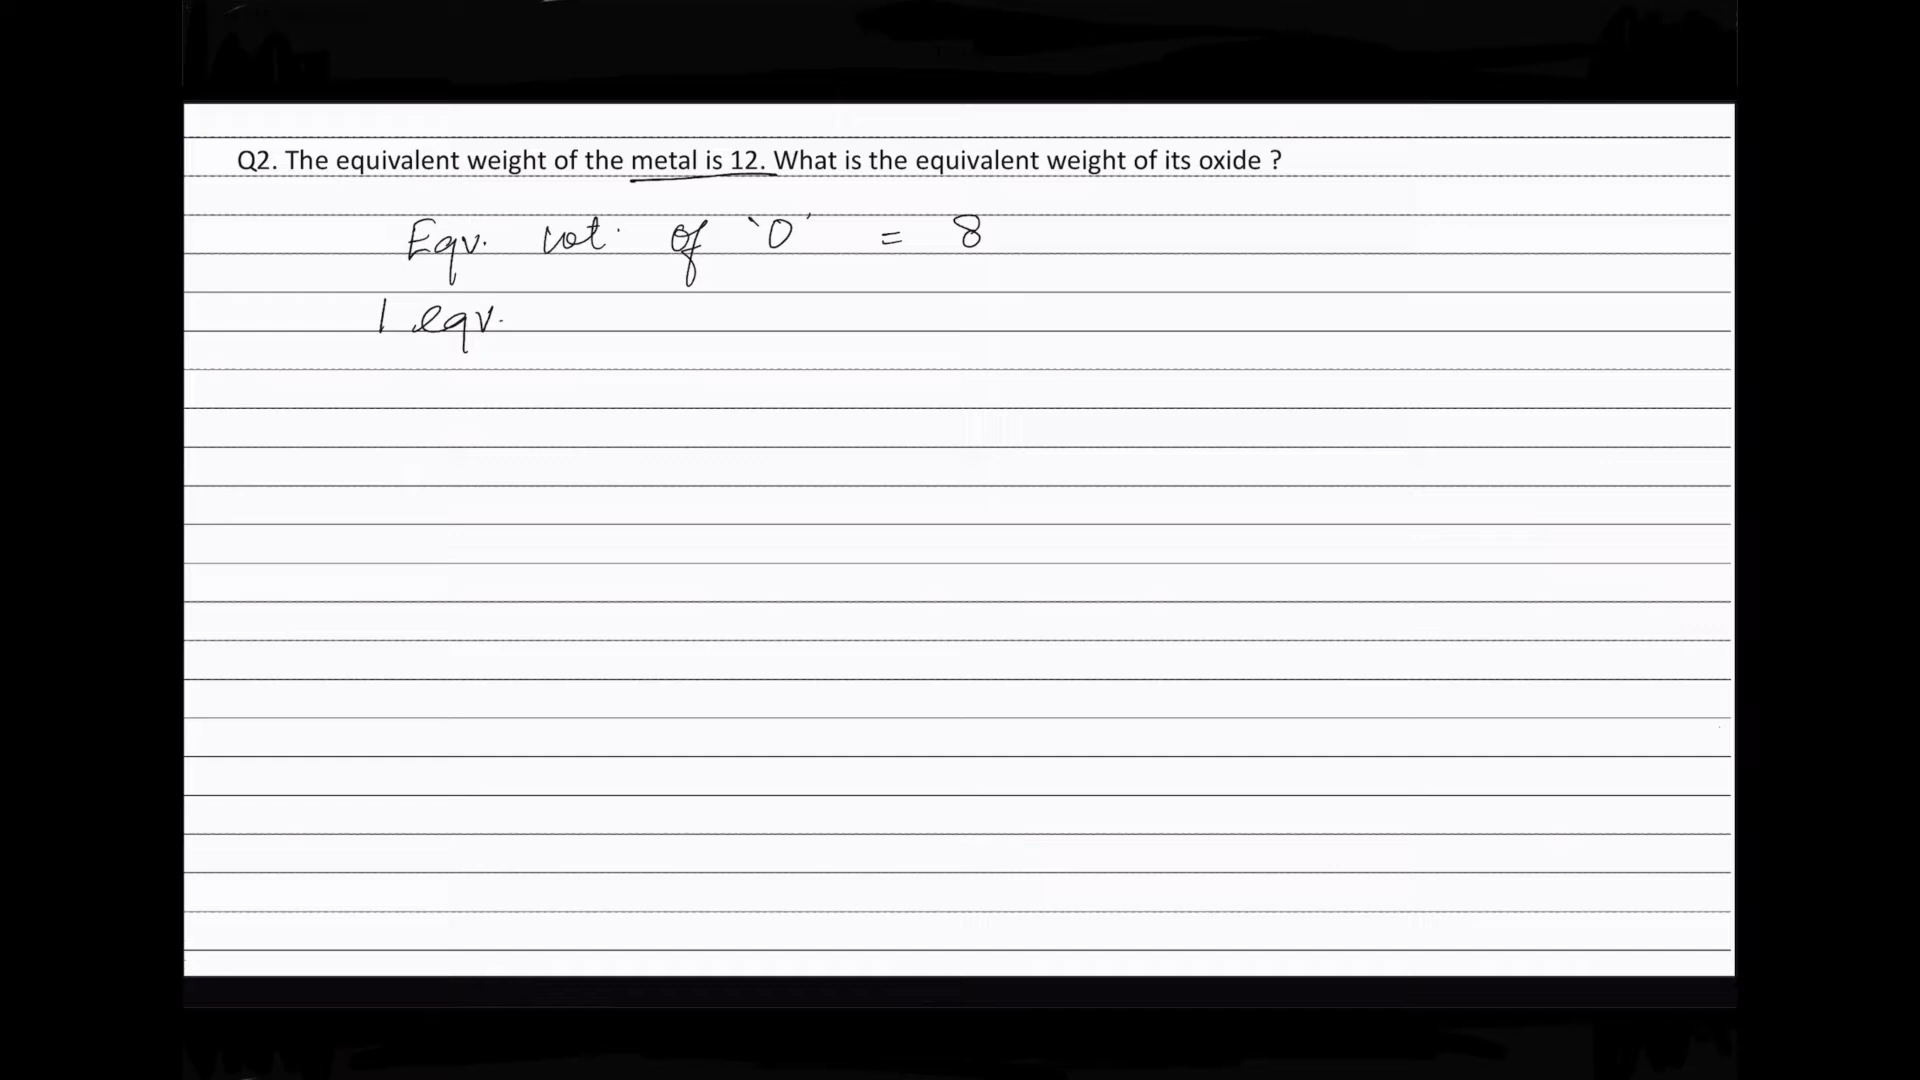 Q2. The equivalent weight of the metal is 12. What is the equivalent weight of its oxide ?
Eqv. wt. of 'O' = 8
1 eqv.